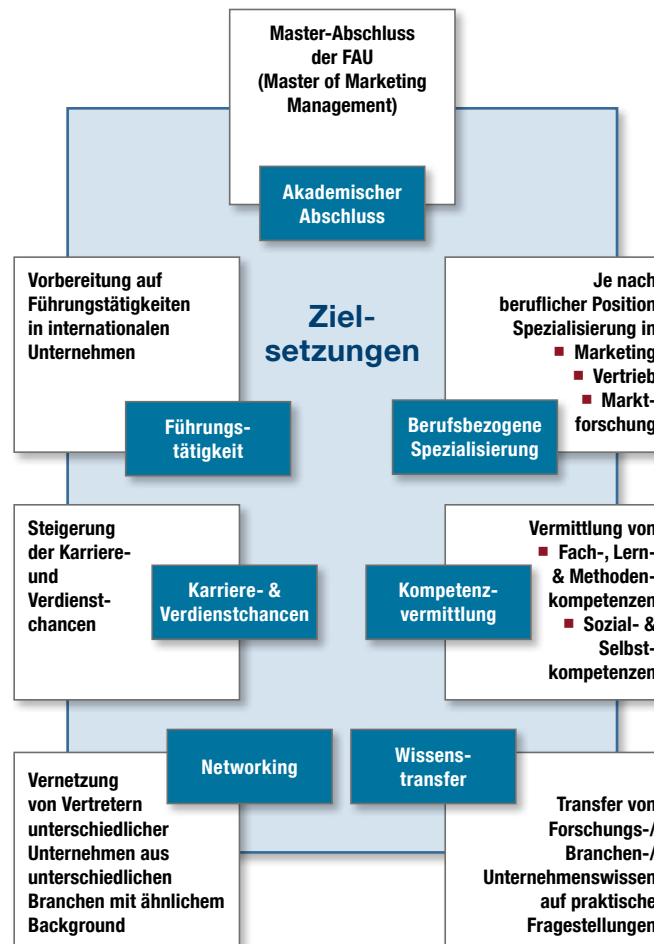 Master-Abschluss
der FAU
(Master of Marketing
Management)
Akademischer
Abschluss
Ziel-
setzungen
Vorbereitung auf
Führungstätigkeiten
in internationalen
Unternehmen
Führungs-
tätigkeit
Je nach
beruflicher Position
Spezialisierung in
■ Marketing
■ Vertrieb
■ Markt-
forschung
Berufsbezogene
Spezialisierung
Steigerung
der Karriere-
und
Verdienst-
chancen
Karriere- &
Verdienstchancen
Kompetenz-
vermittlung
Vermittlung von
■ Fach-, Lern-
& Methoden-
kompetenzen
■ Sozial- &
Selbst-
kompetenzen
Networking
Vernetzung
von Vertretern
unterschiedlicher
Unternehmen aus
unterschiedlichen
Branchen mit ähnlichem
Background
Wissens-
transfer
Transfer von
Forschungs-/
Branchen-/
Unternehmenswissen
auf praktische
Fragestellungen